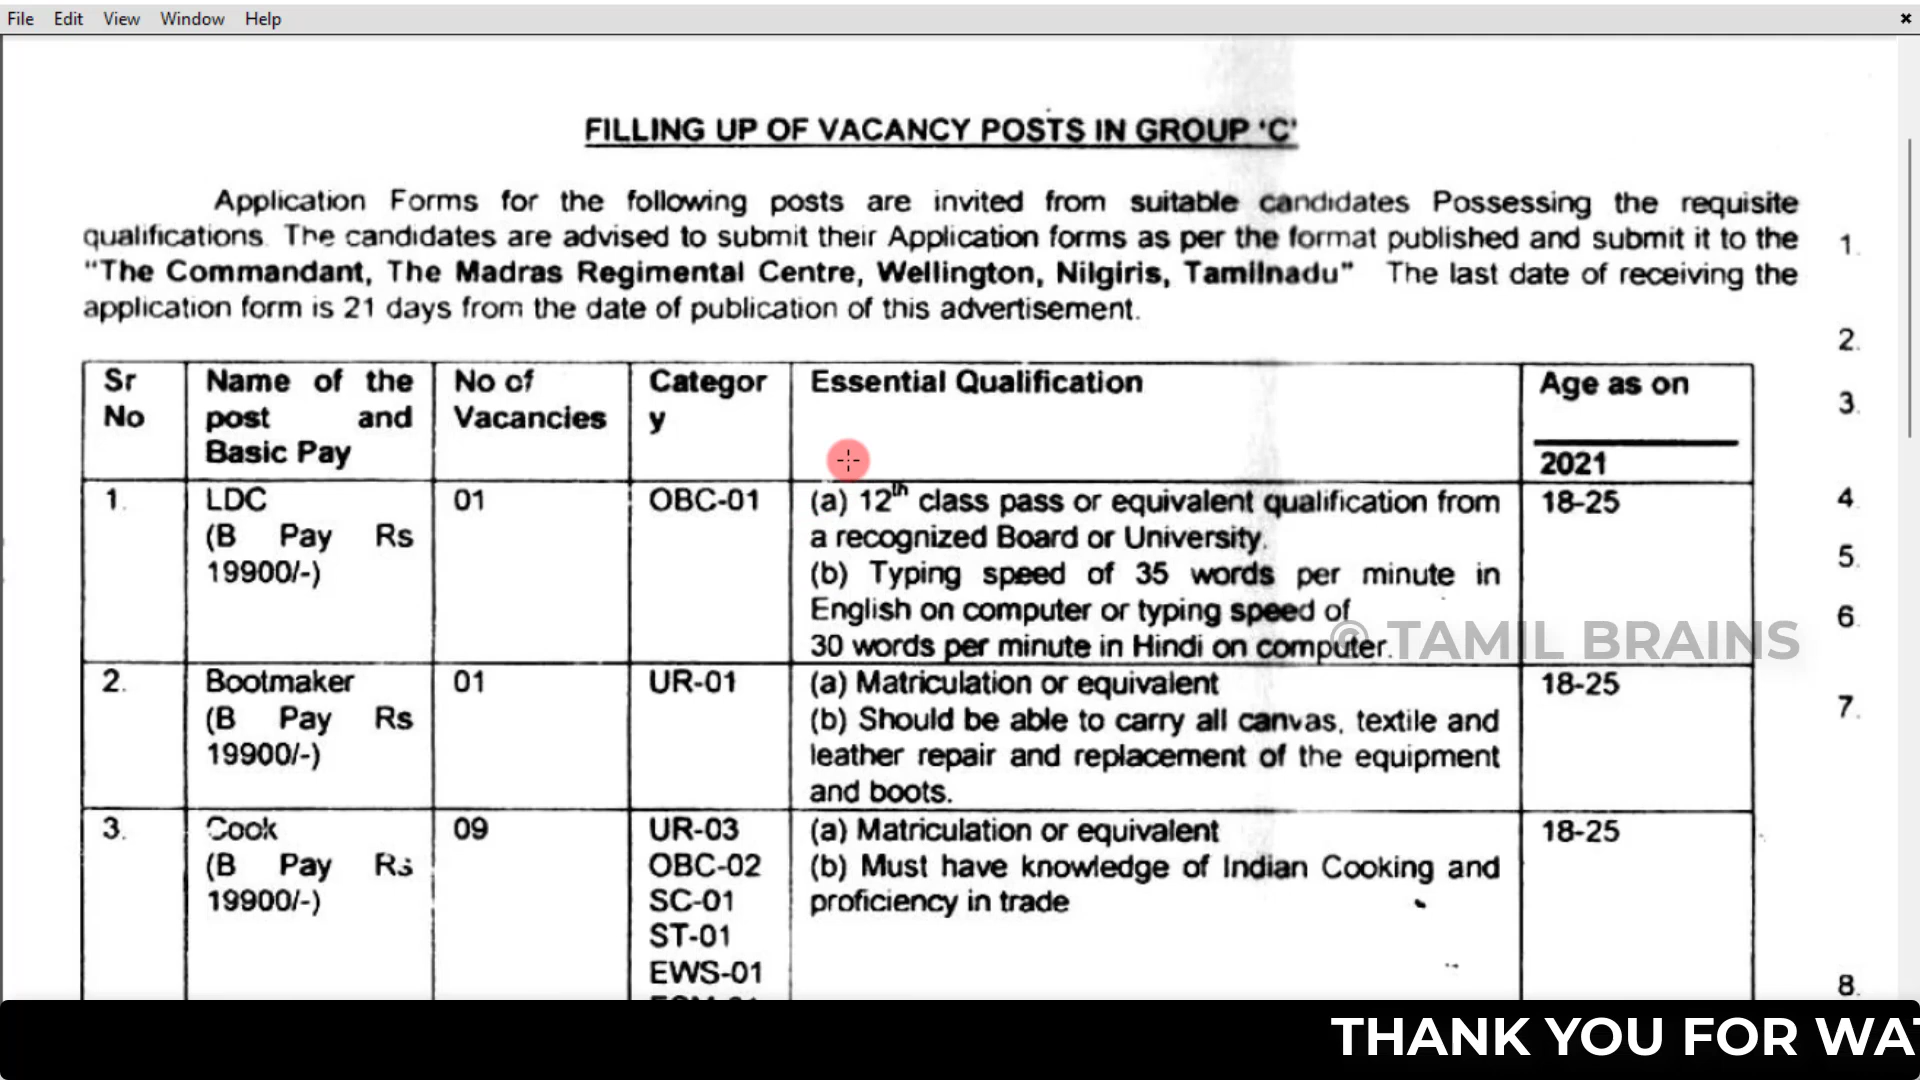 File Edit View Window Help
FILLING UP OF VACANCY POSTS IN GROUP 'C'
Application Forms for the following posts are invited from suitable candidates Possessing the requisite
qualifications. The candidates are advised to submit their Application forms as per the format published and submit it to the
"The Commandant, The Madras Regimental Centre, Wellington, Nilgiris, Tamilnadu" The last date of receiving the
application form is 21 days from the date of publication of this advertisement.
Sr No
Name of the post and Basic Pay
No of Vacancies
Categor y
Essential Qualification
Age as on 2021
1.
LDC
(B Pay Rs
19900/-)
01
OBC-01
(a) 12th class pass or equivalent qualification from
a recognized Board or University.
(b) Typing speed of 35 words per minute in
English on computer or typing speed of
30 words per minute in Hindi on computer.
18-25
2.
Bootmaker
(B Pay Rs
19900/-)
01
UR-01
(a) Matriculation or equivalent
(b) Should be able to carry all canvas, textile and
leather repair and replacement of the equipment
and boots.
18-25
3.
Cook
(B Pay Rs
19900/-)
09
UR-03
OBC-02
SC-01
ST-01
EWS-01
(a) Matriculation or equivalent
(b) Must have knowledge of Indian Cooking and
proficiency in trade
18-25
1.
2.
3.
4
5.
6.
7.
8.
© TAMIL BRAINS
THANK YOU FOR WA